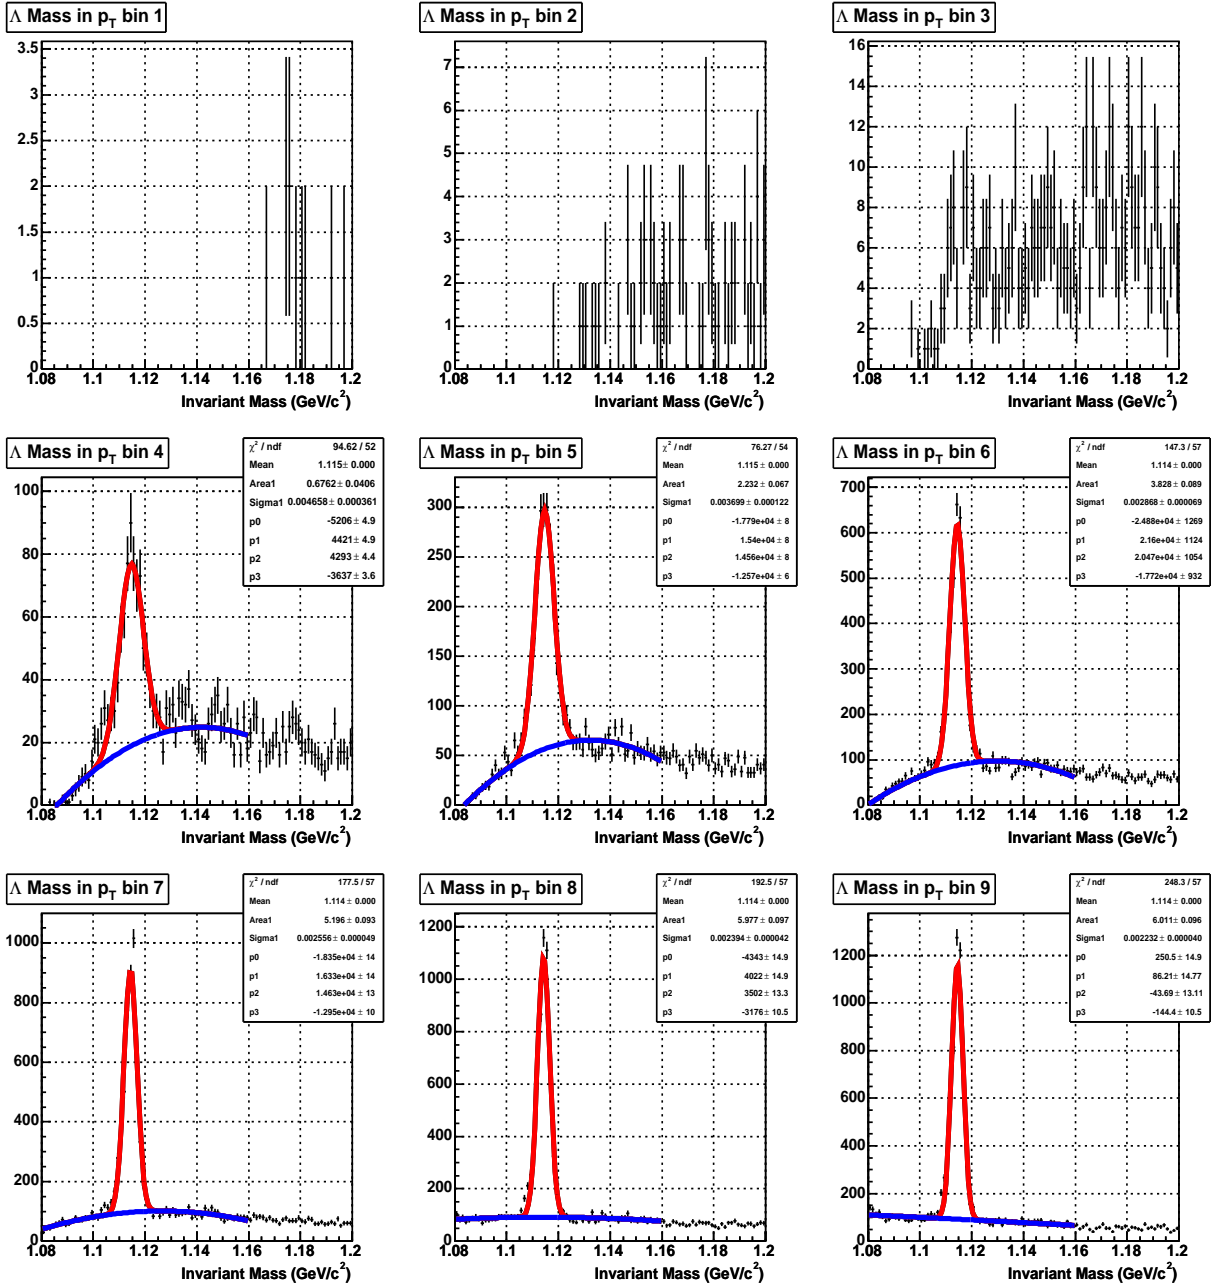 Λ Mass in pT bin 1
Λ Mass in pT bin 2
Λ Mass in pT bin 3
3.5
3
2.5
2
1.5
1
0.5
0
1.08 1.1 1.12 1.14 1.16 1.18 1.2
Invariant Mass (GeV/c²)
7
6
5
4
3
2
1
0
1.08 1.1 1.12 1.14 1.16 1.18 1.2
Invariant Mass (GeV/c²)
16
14
12
10
8
6
4
2
0
1.08 1.1 1.12 1.14 1.16 1.18 1.2
Invariant Mass (GeV/c²)
Λ Mass in pT bin 4
χ² / ndf 94.62 / 52
Mean 1.115 ± 0.000
Area1 0.6762 ± 0.0406
Sigma1 0.004658 ± 0.000361
p0 -5206 ± 4.9
p1 4421 ± 4.9
p2 4293 ± 4.4
p3 -3637 ± 3.6
100
80
60
40
20
0
1.08 1.1 1.12 1.14 1.16 1.18 1.2
Invariant Mass (GeV/c²)
Λ Mass in pT bin 5
χ² / ndf 76.27 / 54
Mean 1.115 ± 0.000
Area1 2.232 ± 0.067
Sigma1 0.003699 ± 0.000122
p0 -1.779e+04 ± 8
p1 1.54e+04 ± 8
p2 1.456e+04 ± 8
p3 -1.257e+04 ± 6
300
250
200
150
100
50
0
1.08 1.1 1.12 1.14 1.16 1.18 1.2
Invariant Mass (GeV/c²)
Λ Mass in pT bin 6
χ² / ndf 147.3 / 57
Mean 1.114 ± 0.000
Area1 3.828 ± 0.089
Sigma1 0.002868 ± 0.000069
p0 -2.488e+04 ± 1269
p1 2.16e+04 ± 1124
p2 2.047e+04 ± 1054
p3 -1.772e+04 ± 932
700
600
500
400
300
200
100
0
1.08 1.1 1.12 1.14 1.16 1.18 1.2
Invariant Mass (GeV/c²)
Λ Mass in pT bin 7
χ² / ndf 177.5 / 57
Mean 1.114 ± 0.000
Area1 5.196 ± 0.093
Sigma1 0.002556 ± 0.000049
p0 -1.835e+04 ± 14
p1 1.633e+04 ± 14
p2 1.463e+04 ± 13
p3 -1.295e+04 ± 10
1000
800
600
400
200
0
1.08 1.1 1.12 1.14 1.16 1.18 1.2
Invariant Mass (GeV/c²)
Λ Mass in pT bin 8
χ² / ndf 192.5 / 57
Mean 1.114 ± 0.000
Area1 5.977 ± 0.097
Sigma1 0.002394 ± 0.000042
p0 -4343 ± 14.9
p1 4022 ± 14.9
p2 3502 ± 13.3
p3 -3176 ± 10.5
1200
1000
800
600
400
200
0
1.08 1.1 1.12 1.14 1.16 1.18 1.2
Invariant Mass (GeV/c²)
Λ Mass in pT bin 9
χ² / ndf 248.3 / 57
Mean 1.114 ± 0.000
Area1 6.011 ± 0.096
Sigma1 0.002232 ± 0.000040
p0 250.5 ± 14.9
p1 86.21 ± 14.77
p2 -43.69 ± 13.11
p3 -144.4 ± 10.5
1200
1000
800
600
400
200
0
1.08 1.1 1.12 1.14 1.16 1.18 1.2
Invariant Mass (GeV/c²)